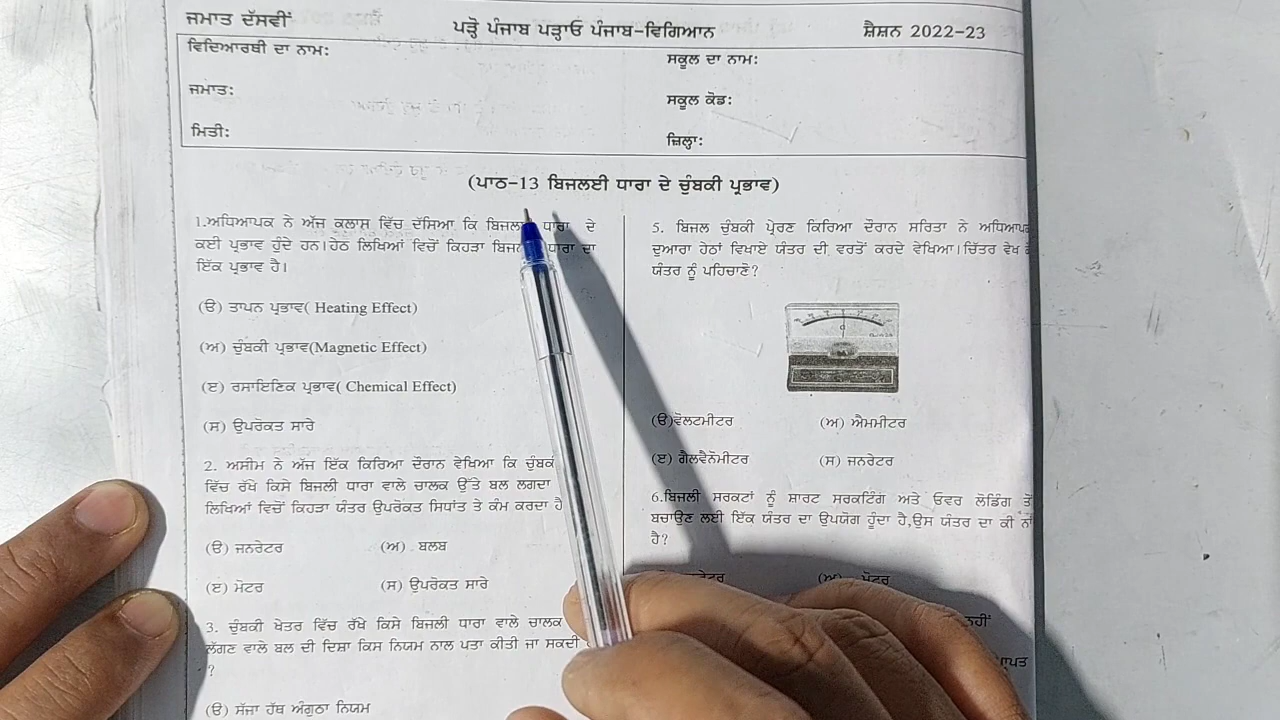 ਜਮਾਤ ਦੱਸਵੀਂ
ਪੜ੍ਹੋ ਪੰਜਾਬ ਪੜ੍ਹਾਓ ਪੰਜਾਬ-ਵਿਗਿਆਨ
ਸ਼ੈਸ਼ਨ 2022-23
ਵਿਦਿਆਰਥੀ ਦਾ ਨਾਮ:
ਸਕੂਲ ਦਾ ਨਾਮ:
ਜਮਾਤ:
ਸਕੂਲ ਕੋਡ:
ਮਿਤੀ:
ਜ਼ਿਲ੍ਹਾ:
(ਪਾਠ-13 ਬਿਜਲਈ ਧਾਰਾ ਦੇ ਚੁੰਬਕੀ ਪ੍ਰਭਾਵ)
1.ਅਧਿਆਪਕ ਨੇ ਅੱਜ ਕਲਾਸ ਵਿੱਚ ਦੱਸਿਆ ਕਿ ਧਾਰਾ ਦੇ
ਕਈ ਪ੍ਰਭਾਵ ਹੁੰਦੇ ਹਨ।ਹੇਠ ਲਿਖਿਆਂ ਵਿਚੋਂ ਕਿਹੜਾ ਧਾਰਾ ਦਾ
ਇੱਕ ਪ੍ਰਭਾਵ ਹੈ।
(ੳ) ਤਾਪਨ ਪ੍ਰਭਾਵ( Heating Effect)
(ਅ) ਚੁੰਬਕੀ ਪ੍ਰਭਾਵ(Magnetic Effect)
(ੲ) ਰਸਾਇਣਿਕ ਪ੍ਰਭਾਵ( Chemical Effect)
(ਸ) ਉਪਰੋਕਤ ਸਾਰੇ
2. ਅਸੀਮ ਨੇ ਅੱਜ ਇੱਕ ਕਿਰਿਆ ਦੌਰਾਨ ਵੇਖਿਆ ਕਿ
ਵਿੱਚ ਰੱਖੇ ਕਿਸੇ ਬਿਜਲੀ ਧਾਰਾ ਵਾਲੇ ਚਾਲਕ ਉੱਤੇ ਬਲ ਲਗਦਾ
ਲਿਖਿਆਂ ਵਿਚੋਂ ਕਿਹੜਾ ਯੰਤਰ ਉਪਰੋਕਤ ਸਿਧਾਂਤ ਤੇ ਕੰਮ ਕਰਦਾ ਹੈ
(ੳ) ਜਨਰੇਟਰ
(ਅ) ਬਲਬ
(ੲ) ਮੋਟਰ
(ਸ) ਉਪਰੋਕਤ ਸਾਰੇ
3. ਚੁੰਬਕੀ ਖੇਤਰ ਵਿੱਚ ਰੱਖੇ ਕਿਸੇ ਬਿਜਲੀ ਧਾਰਾ ਵਾਲੇ ਚਾਲਕ
ਲੱਗਣ ਵਾਲੇ ਬਲ ਦੀ ਦਿਸ਼ਾ ਕਿਸ ਨਿਯਮ ਨਾਲ ਪਤਾ ਕੀਤੀ ਜਾ ਸਕਦੀ
?
(ੳ) ਸੱਜਾ ਹੱਥ ਅੰਗੂਠਾ ਨਿਯਮ
5. ਬਿਜਲ ਚੁੰਬਕੀ ਪ੍ਰੇਰਣ ਕਿਰਿਆ ਦੌਰਾਨ ਸਰਿਤਾ ਨੇ
ਦੁਆਰਾ ਹੇਠਾਂ ਵਿਖਾਏ ਯੰਤਰ ਦੀ ਵਰਤੋਂ ਕਰਦੇ ਵੇਖਿਆ।ਚਿੱਤਰ ਵੇਖ
ਯੰਤਰ ਨੂੰ ਪਹਿਚਾਣੋ?
(ੳ)ਵੋਲਟਮੀਟਰ
(ਅ) ਐਮਮੀਟਰ
(ੲ) ਗੈਲਵੈਨੋਮੀਟਰ
(ਸ) ਜਨਰੇਟਰ
6.ਬਿਜਲੀ ਸਰਕਟਾਂ ਨੂੰ ਸ਼ਾਰਟ ਸਰਕਟਿੰਗ ਅਤੇ ਓਵਰ ਲੋਡਿੰਗ ਤੋਂ
ਬਚਾਉਣ ਲਈ ਇੱਕ ਯੰਤਰ ਦਾ ਉਪਯੋਗ ਹੁੰਦਾ ਹੈ,ਉਸ ਯੰਤਰ ਦਾ ਕੀ ਨਾਂ
ਹੈ?
(ਅ) ਮੋਟਰ
ਨਹੀਂ